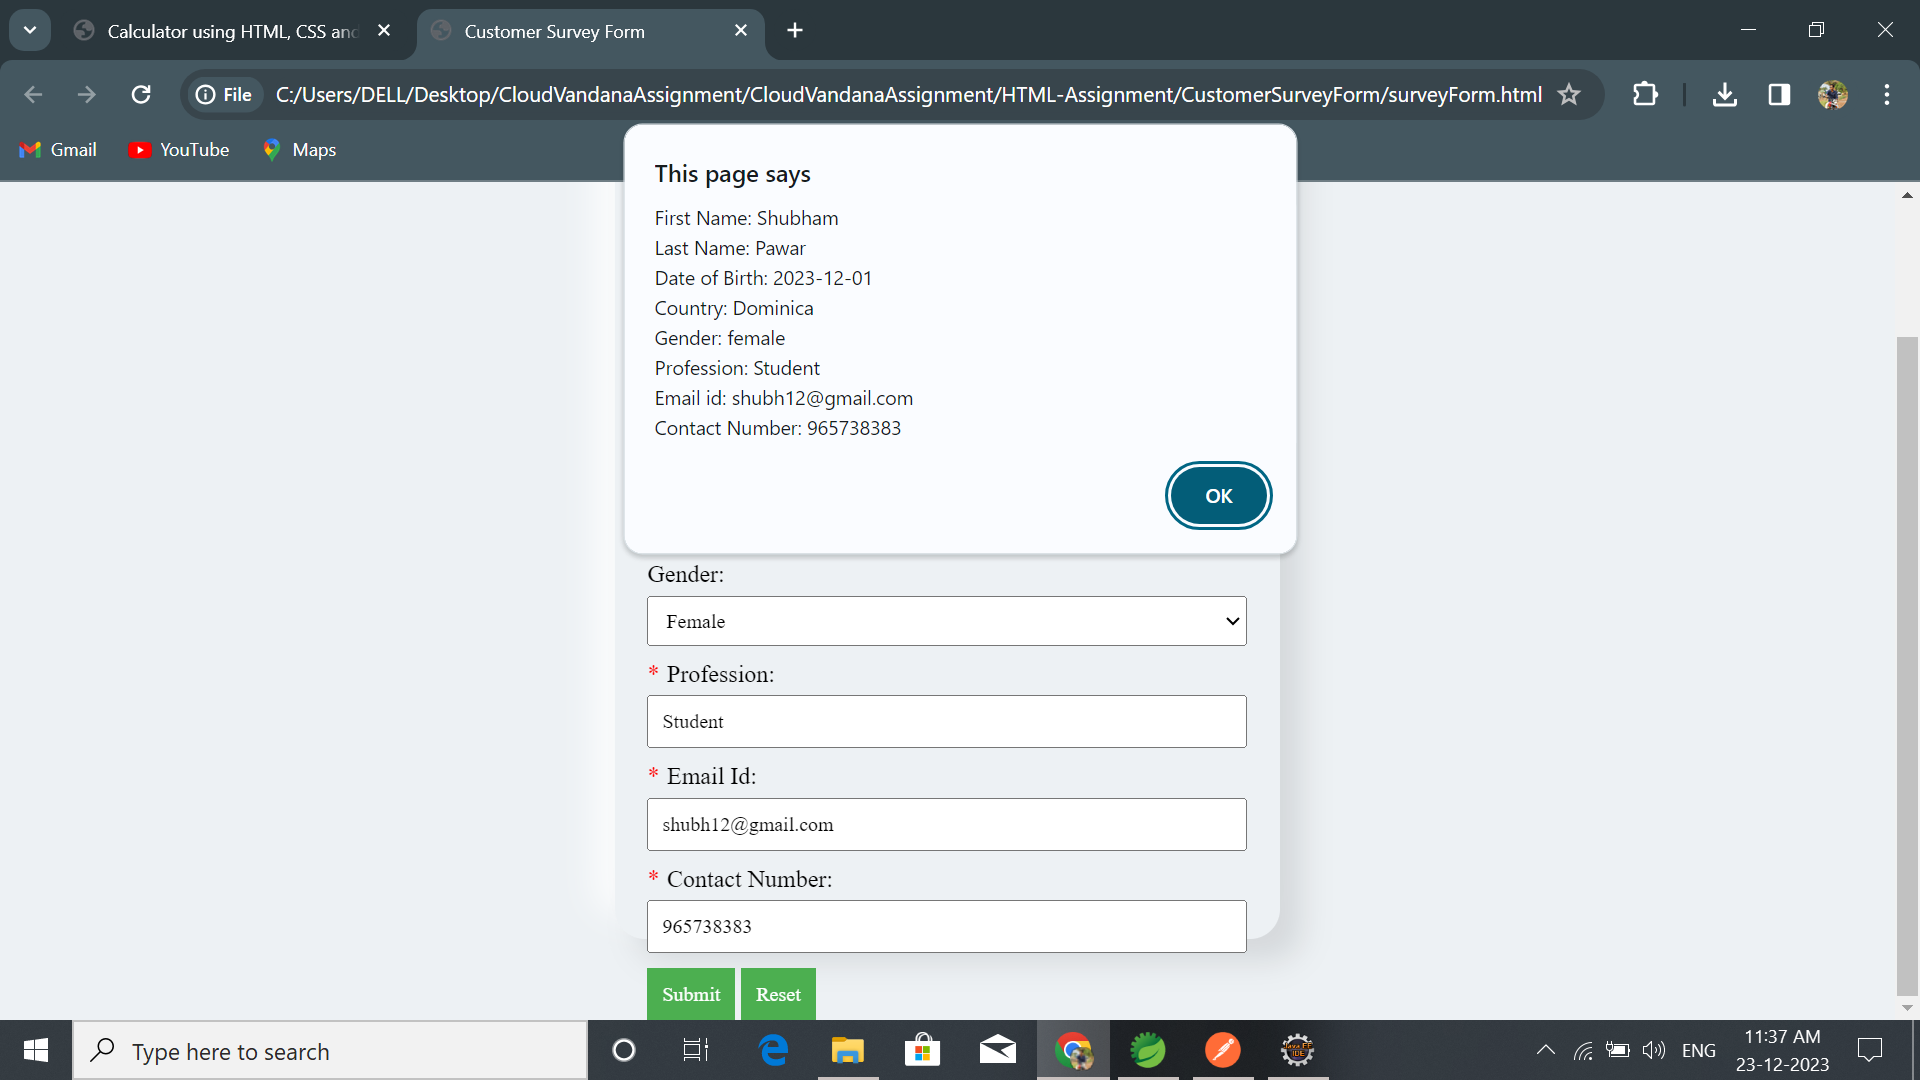 Calculator using HTML, CSS and
Customer Survey Form
File
C:/Users/DELL/Desktop/CloudVandanaAssignment/CloudVandanaAssignment/HTML-Assignment/CustomerSurveyForm/surveyForm.html
Gmail
YouTube
Maps
This page says
First Name: Shubham
Last Name: Pawar
Date of Birth: 2023-12-01
Country: Dominica
Gender: female
Profession: Student
Email id: shubh12@gmail.com
Contact Number: 965738383
OK
Gender:
Female
* Profession:
Student
* Email Id:
shubh12@gmail.com
* Contact Number:
965738383
Submit
Reset
Type here to search
Java EE
IDE
ENG
11:37 AM
23-12-2023